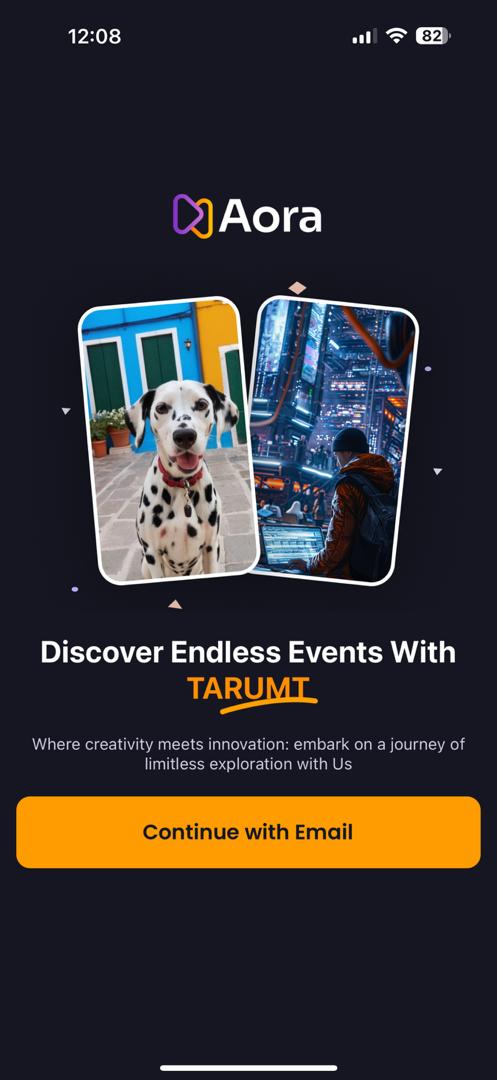 12:08
82
Aora
Discover Endless Events With
TARUMT
Where creativity meets innovation: embark on a journey of
limitless exploration with Us
Continue with Email